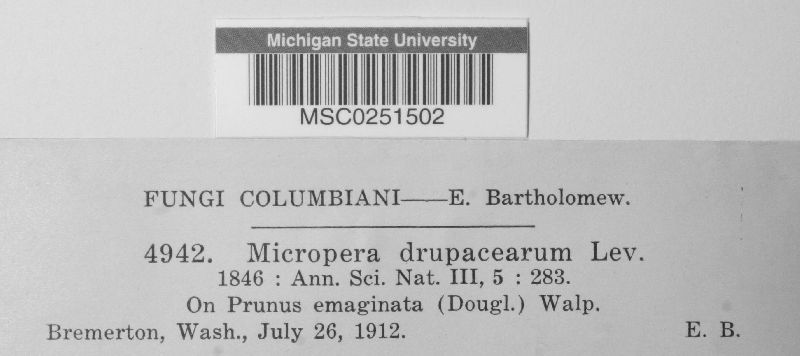 Michigan State University
MSC0251502
FUNGI COLUMBIANI——E. Bartholomew.
4942. Micropera drupacearum Lev.
1846 : Ann. Sci. Nat. III, 5 : 283.
On Prunus emaginata (Dougl.) Walp.
Bremerton, Wash., July 26, 1912. E. B.